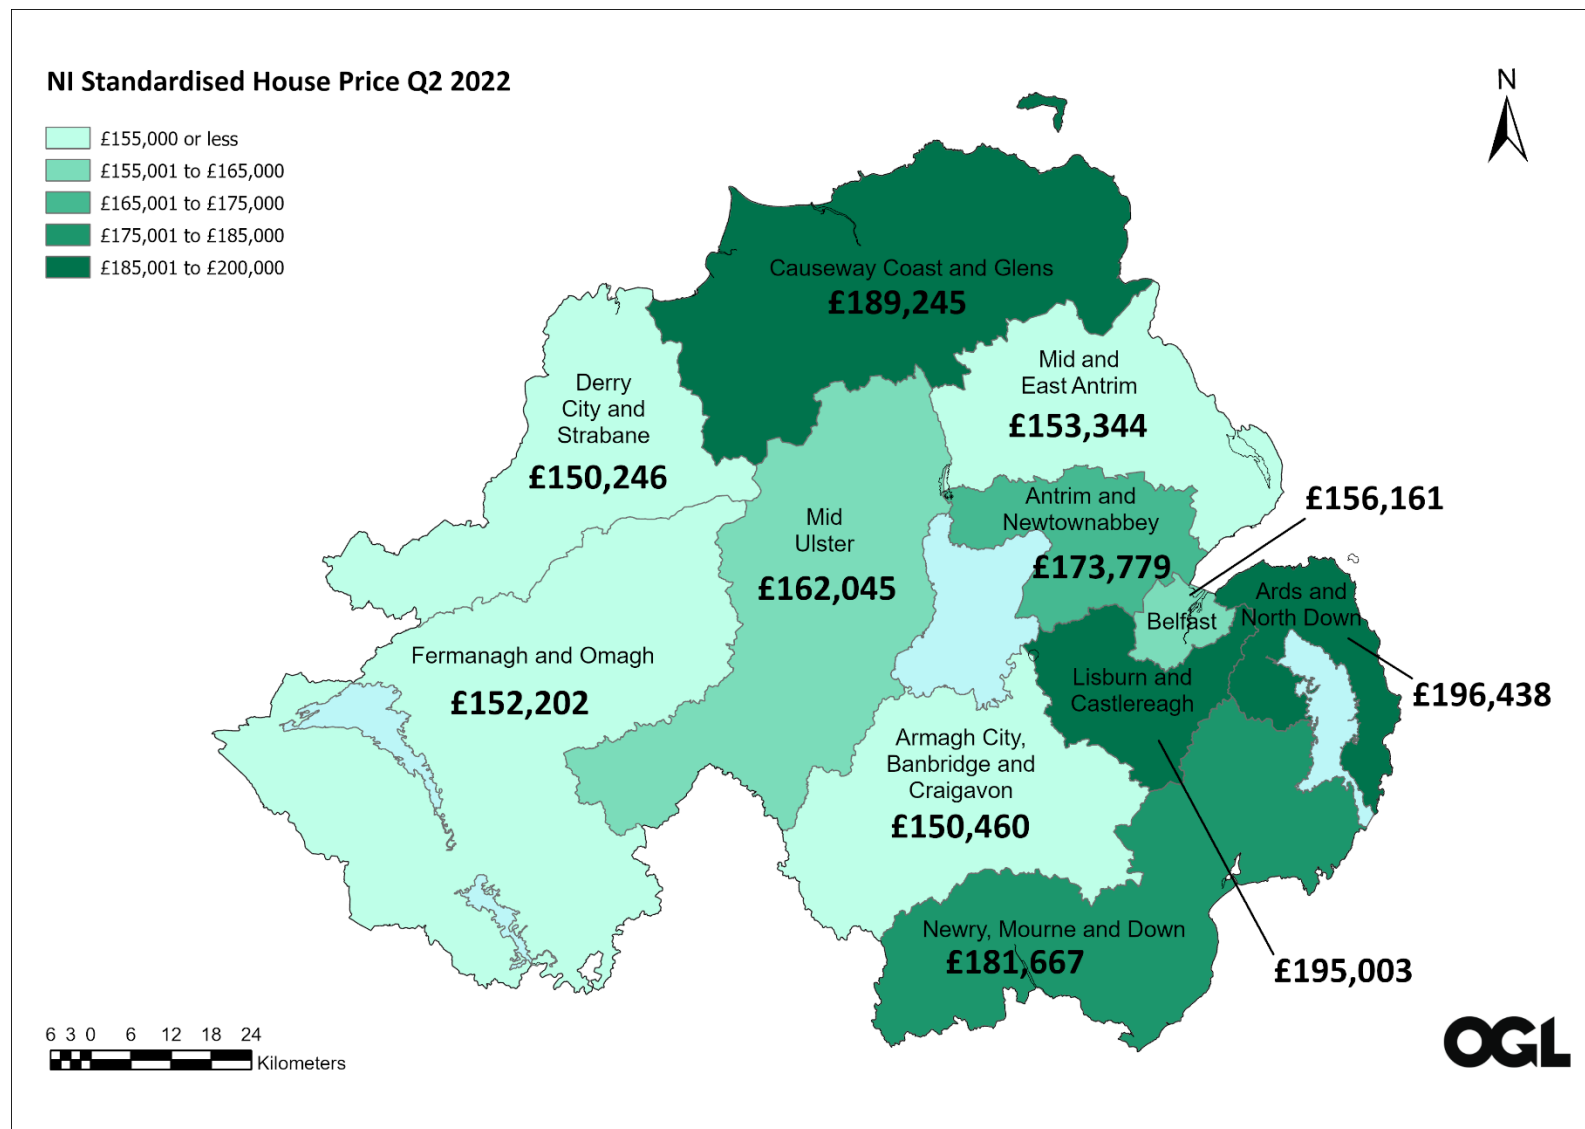 NI Standardised House Price Q2 2022
£155,000 or less
£155,001 to £165,000
£165,001 to £175,000
£175,001 to £185,000
£185,001 to £200,000
N
Causeway Coast and Glens
£189,245
Derry
City and
Strabane
£150,246
Mid and
East Antrim
£153,344
Antrim and
Newtownabbey
£173,779
£156,161
Belfast
Mid
Ulster
£162,045
Ards and
North Down
£196,438
Fermanagh and Omagh
£152,202
Lisburn and
Castlereagh
£195,003
Armagh City,
Banbridge and
Craigavon
£150,460
Newry, Mourne and Down
£181,667
6 3 0 6 12 18 24
Kilometers
OGL